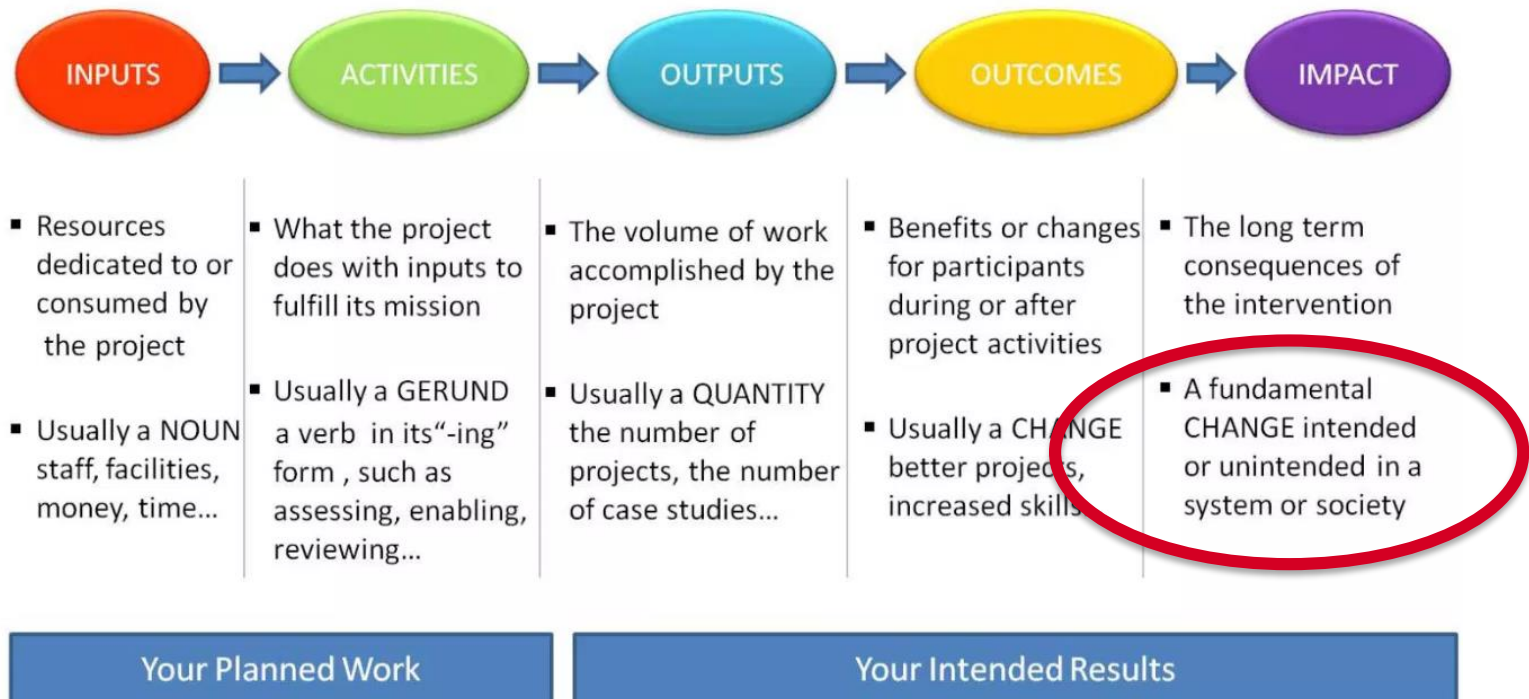 INPUTS
ACTIVITIES
OUTPUTS
OUTCOMES
IMPACT
▪ Resources
dedicated to or
consumed by
the project
▪ Usually a NOUN
staff, facilities,
money, time…
▪ What the project
does with inputs to
fulfill its mission
▪ Usually a GERUND
a verb in its“-ing”
form , such as
assessing, enabling,
reviewing…
▪ The volume of work
accomplished by the
project
▪ Usually a QUANTITY
the number of
projects, the number
of case studies…
▪ Benefits or changes
for participants
during or after
project activities
▪ Usually a CHANGE
better projects,
increased skills
▪ The long term
consequences of
the intervention
▪ A fundamental
CHANGE intended
or unintended in a
system or society
Your Planned Work
Your Intended Results